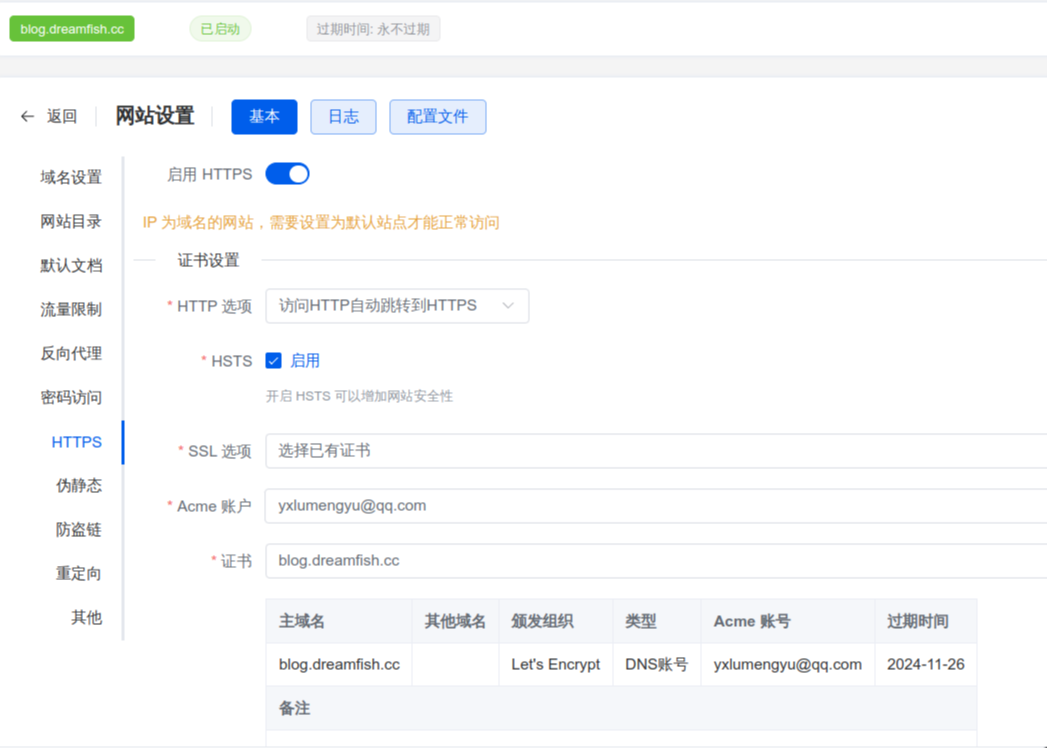 blog.dreamfish.cc 已启动 过期时间: 永不过期
返回 网站设置 基本 日志 配置文件
域名设置
网站目录
默认文档
流量限制
反向代理
密码访问
HTTPS
伪静态
防盗链
重定向
其他
启用 HTTPS
IP 为域名的网站，需要设置为默认站点才能正常访问
证书设置
* HTTP 选项 访问HTTP自动跳转到HTTPS
* HSTS 启用
开启 HSTS 可以增加网站安全性
* SSL 选项 选择已有证书
* Acme 账户 yxlumengyu@qq.com
* 证书 blog.dreamfish.cc
主域名 其他域名 颁发组织 类型 Acme 账号 过期时间
blog.dreamfish.cc Let's Encrypt DNS账号 yxlumengyu@qq.com 2024-11-26
备注